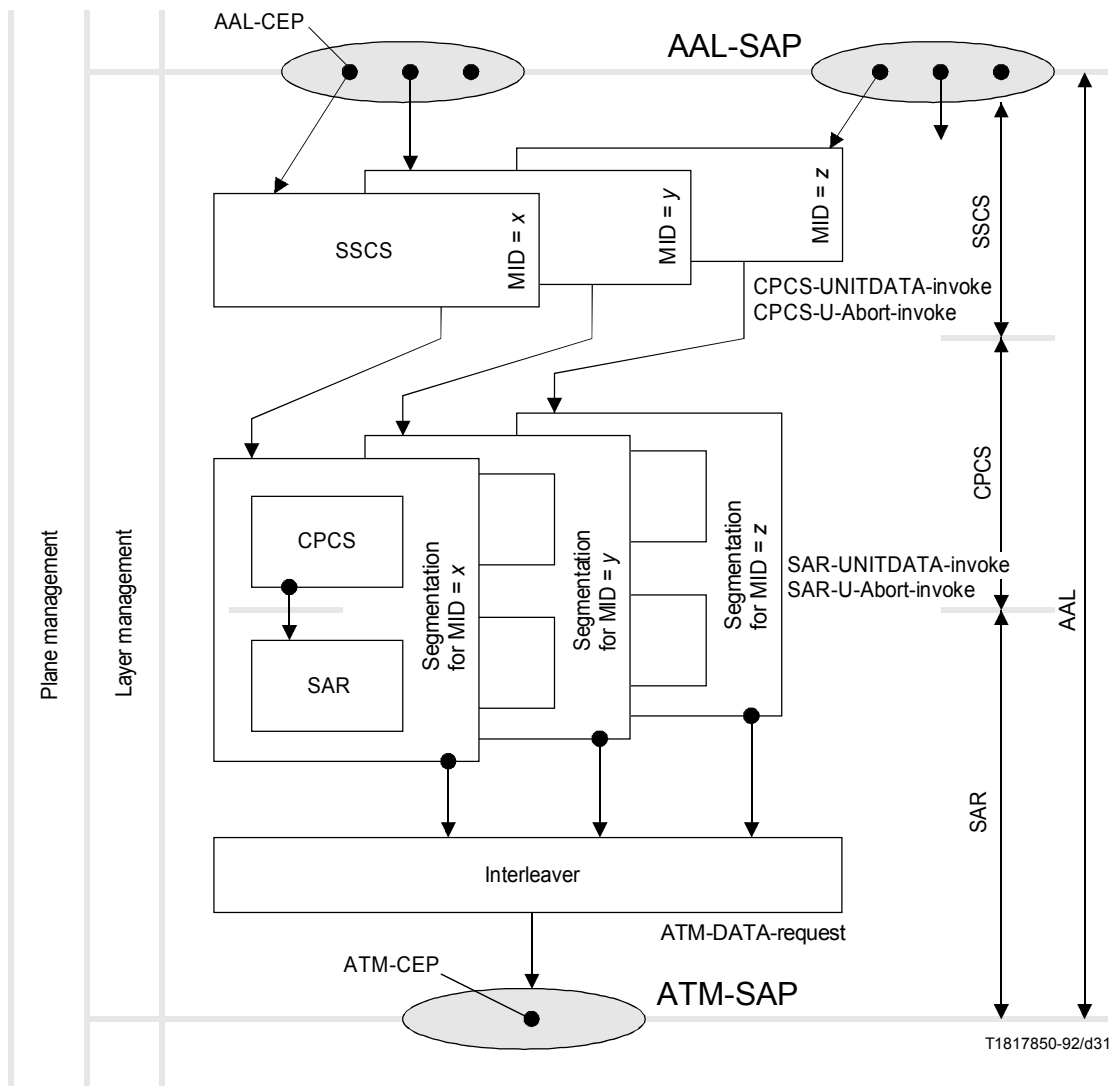 AAL-CEP
AAL-SAP
MID = z
MID = y
MID = x
SSCS
SSCS
CPCS-UNITDATA-invoke
CPCS-U-Abort-invoke
Plane management
Layer management
CPCS
CPCS
Segmentation
for MID = x
Segmentation
for MID = y
Segmentation
for MID = z
SAR-UNITDATA-invoke
SAR-U-Abort-invoke
AAL
SAR
SAR
Interleaver
ATM-DATA-request
ATM-CEP
ATM-SAP
T1817850-92/d31